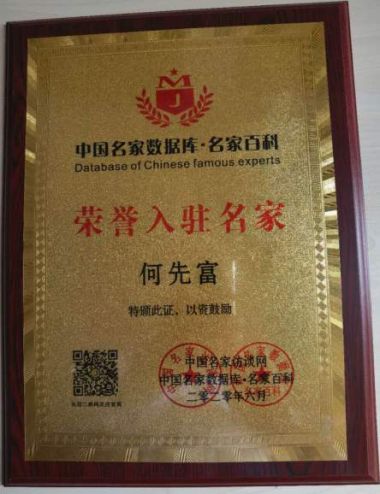 M
J
中国名家数据库·名家百科
Database of Chinese famous experts
荣誉入驻名家
何先富
特颁此证、以资鼓励
中国名家访谈网
中国名家数据库·名家百科
二〇二〇年六月